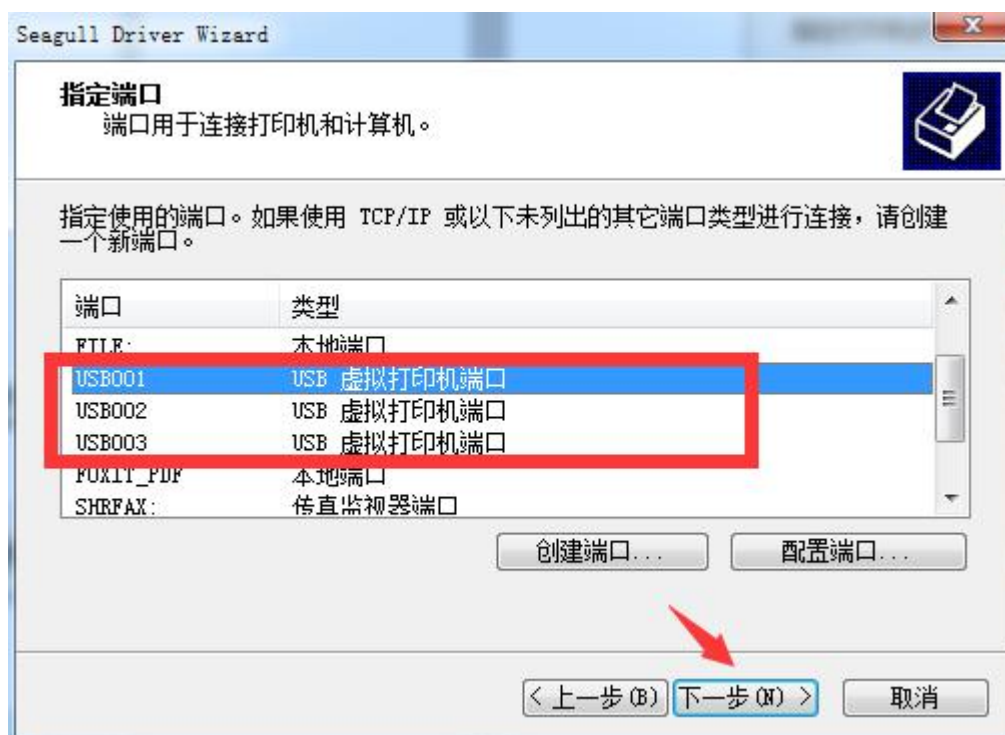 Seagull Driver Wizard
指定端口
端口用于连接打印机和计算机。
指定使用的端口。如果使用 TCP/IP 或以下未列出的其它端口类型进行连接，请创建
一个新端口。
端口 类型
FILE: 本地端口
USB001 USB 虚拟打印机端口
USB002 USB 虚拟打印机端口
USB003 USB 虚拟打印机端口
FOXIT_PDF 本地端口
SHRFAX: 传真监视器端口
创建端口... 配置端口...
< 上一步(B) 下一步(N) > 取消